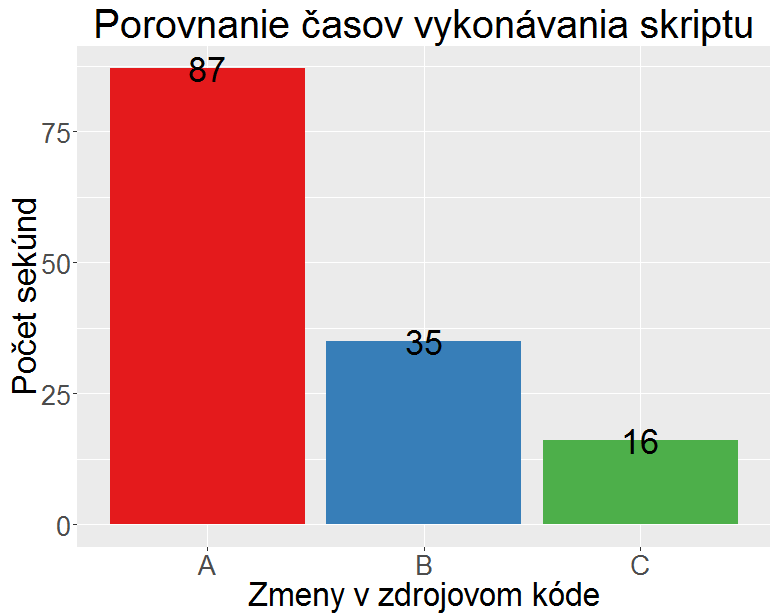 Porovnanie časov vykonávania skriptu
Počet sekúnd
75
50
25
0
87
35
16
A
B
C
Zmeny v zdrojovom kóde